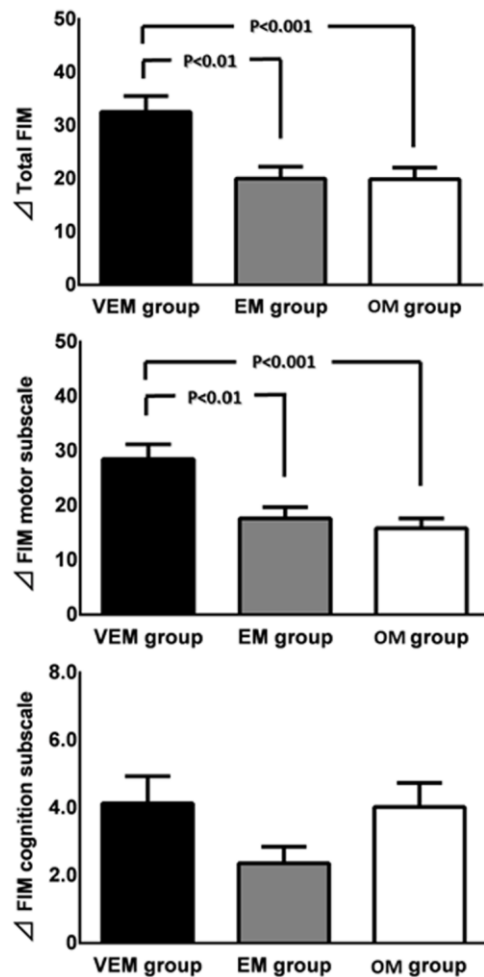 50
P<0.001
40
P<0.01
30
20
10
0
⊿ Total FIM
VEM group EM group OM group
50
P<0.001
40
P<0.01
30
20
10
0
⊿ FIM motor subscale
VEM group EM group OM group
8.0
6.0
4.0
2.0
0
⊿ FIM cognition subscale
VEM group EM group OM group